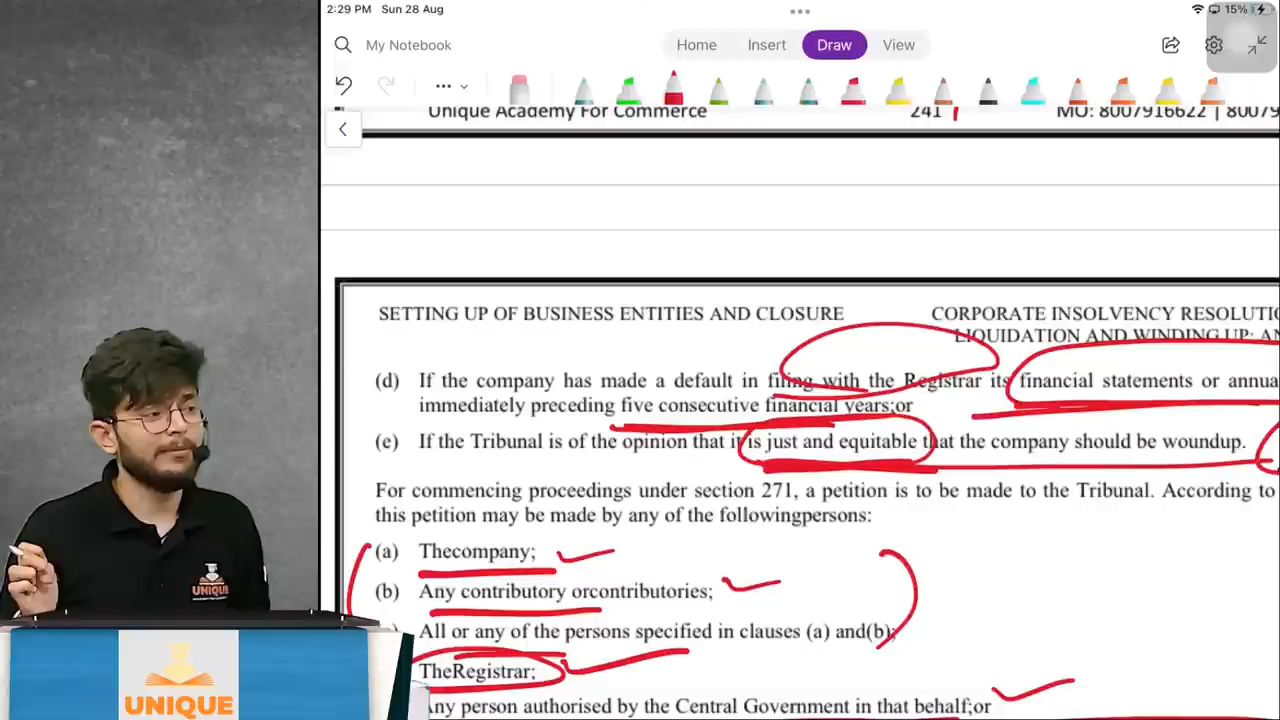 2:29 PM Sun 28 Aug
15%
My Notebook
Home Insert Draw View
Unique Academy For Commerce 241 MO: 8007916622 | 80079
SETTING UP OF BUSINESS ENTITIES AND CLOSURE
CORPORATE INSOLVENCY RESOLUTIO
LIQUIDATION AND WINDING UP: AN
(d) If the company has made a default in filing with the Registrar its financial statements or annua
immediately preceding five consecutive financial years;or
(e) If the Tribunal is of the opinion that it is just and equitable that the company should be woundup.
For commencing proceedings under section 271, a petition is to be made to the Tribunal. According to
this petition may be made by any of the followingpersons:
(a) Thecompany;
(b) Any contributory orcontributories;
All or any of the persons specified in clauses (a) and(b);
TheRegistrar;
Any person authorised by the Central Government in that behalf;or
UNIQUE
UNIQUE